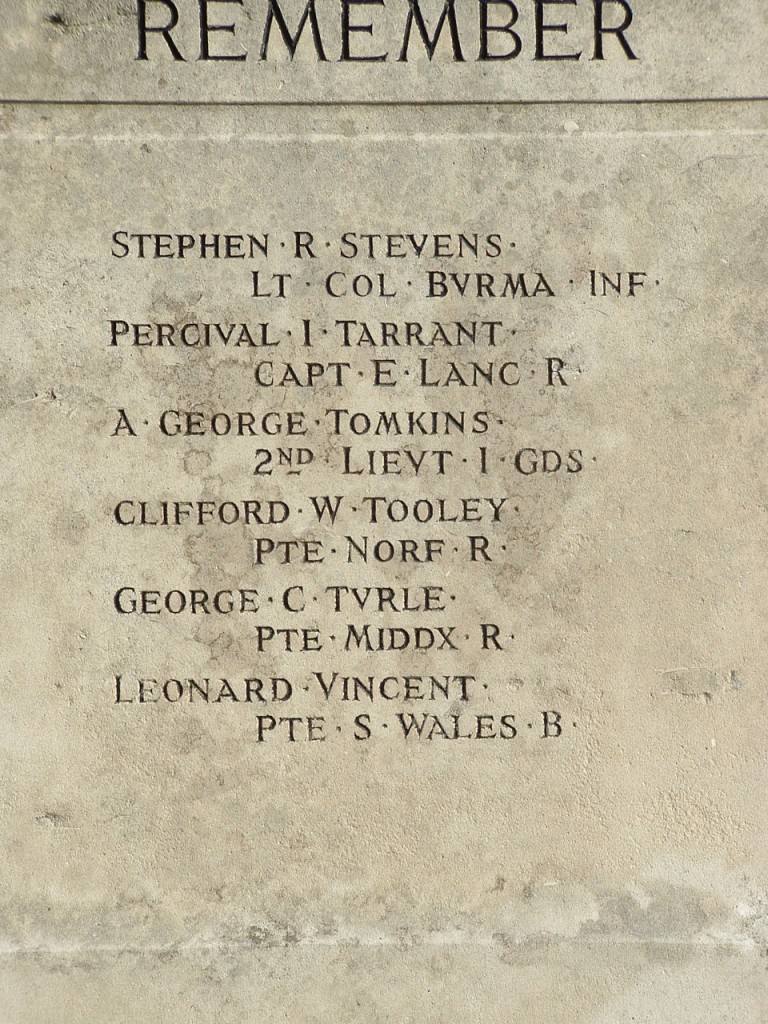 REMEMBER
STEPHEN · R · STEVENS ·
LT · COL · BVRMA · INF ·
PERCIVAL · I · TARRANT ·
CAPT · E · LANC · R ·
A · GEORGE · TOMKINS ·
2ND · LIEVT · I · GDS ·
CLIFFORD · W · TOOLEY ·
PTE · NORF · R ·
GEORGE · C · TVRLE ·
PTE · MIDDX · R ·
LEONARD · VINCENT ·
PTE · S · WALES · B ·